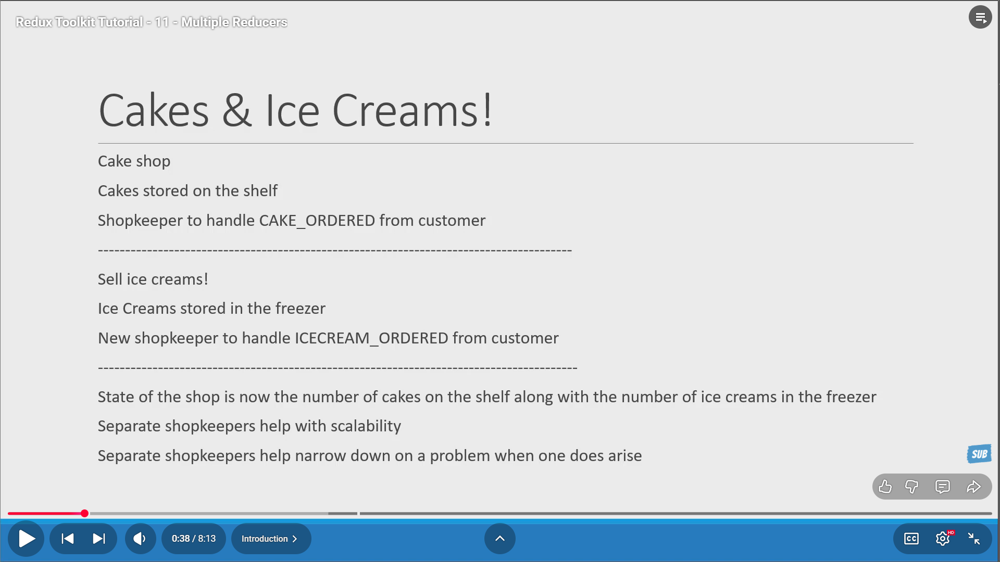 Redux Toolkit Tutorial - 11 - Multiple Reducers
Cakes & Ice Creams!
Cake shop
Cakes stored on the shelf
Shopkeeper to handle CAKE_ORDERED from customer
---------------------------------------------------------------------------------------
Sell ice creams!
Ice Creams stored in the freezer
New shopkeeper to handle ICECREAM_ORDERED from customer
----------------------------------------------------------------------------------------
State of the shop is now the number of cakes on the shelf along with the number of ice creams in the freezer
Separate shopkeepers help with scalability
Separate shopkeepers help narrow down on a problem when one does arise
SUB
0:38 / 8:13
Introduction
CC
HD